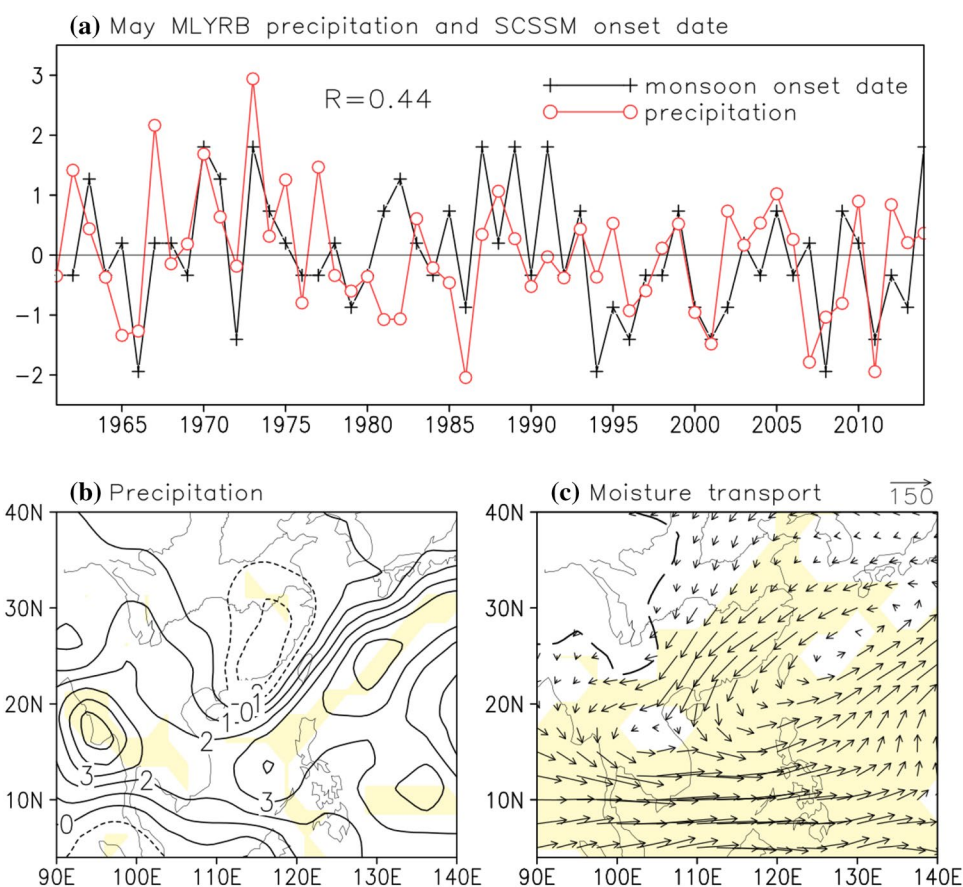 (a) May MLYRB precipitation and SCSSM onset date
3
2
1
0
-1
-2
R=0.44
monsoon onset date
precipitation
1965 1970 1975 1980 1985 1990 1995 2000 2005 2010
(b) Precipitation
(c) Moisture transport
150
40N
30N
20N
10N
90E 100E 110E 120E 130E 140E
1
1.0
2
3
2
3
0
40N
30N
20N
10N
90E 100E 110E 120E 130E 140E